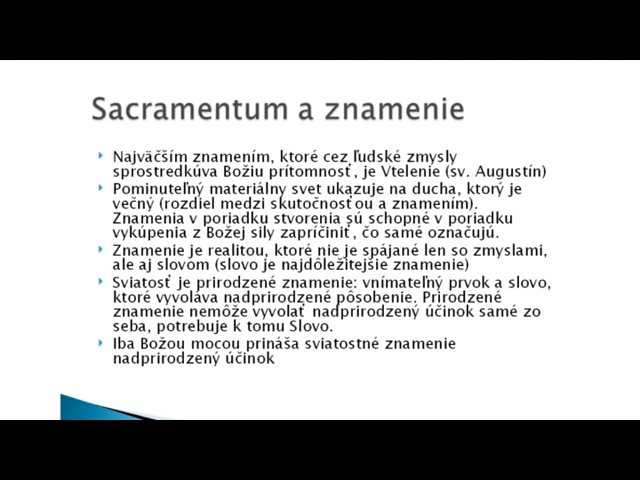 Sacramentum a znamenie
Najväčším znamením, ktoré cez ľudské zmysly
sprostredkúva Božiu prítomnosť, je Vtelenie (sv. Augustín)
Pominuteľný materiálny svet ukazuje na ducha, ktorý je
večný (rozdiel medzi skutočnosťou a znamením).
Znamenia v poriadku stvorenia sú schopné v poriadku
vykúpenia z Božej sily zapríčiniť, čo samé označujú.
Znamenie je realitou, ktoré nie je spájané len so zmyslami,
ale aj slovom (slovo je najdôležitejšie znamenie)
Sviatosť je prirodzené znamenie: vnímateľný prvok a slovo,
ktoré vyvoláva nadprirodzené pôsobenie. Prirodzené
znamenie nemôže vyvolať nadprirodzený účinok samé zo
seba, potrebuje k tomu Slovo.
Iba Božou mocou prináša sviatostné znamenie
nadprirodzený účinok